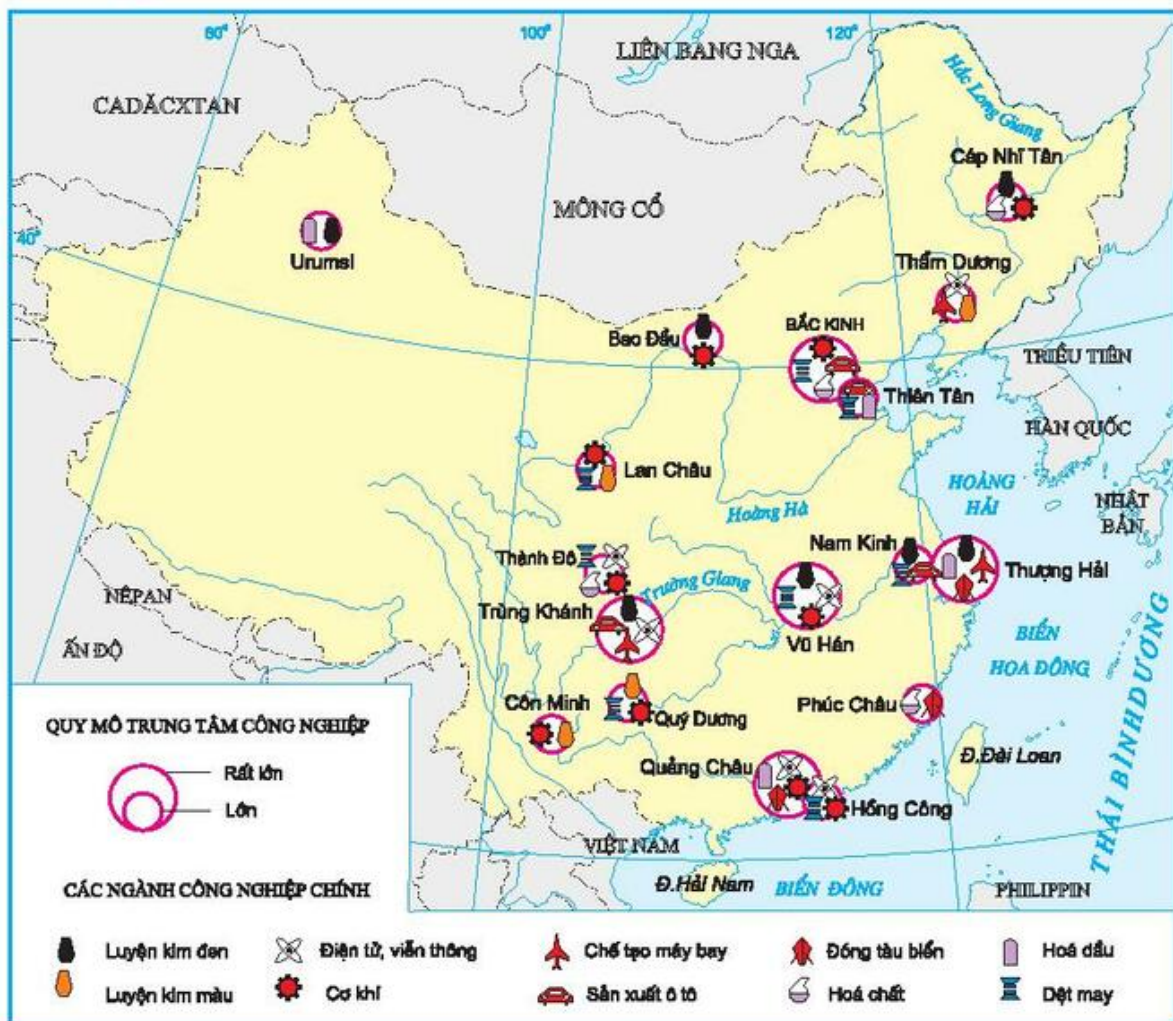 80°
100°
120°
LIÊN BANG NGA
CADĂCXTAN
Hắc Long Giang
Cáp Nhĩ Tân
MÔNG CỔ
40°
Urumsi
Thẩm Dương
Bao Đầu
BẮC KINH
TRIỀU TIÊN
Thiên Tân
HÀN QUỐC
Lan Châu
HOÀNG
HẢI
NHẬT
BẢN
Hoàng Hà
Nam Kinh
Thành Đô
Thượng Hải
Trường Giang
NÊPAN
Trùng Khánh
Vũ Hán
BIỂN
HOA ĐÔNG
ẤN ĐỘ
THÁI BÌNH DƯƠNG
Côn Minh
Quý Dương
Phúc Châu
QUY MÔ TRUNG TÂM CÔNG NGHIỆP
Rất lớn
Lớn
Quảng Châu
Đ.Đài Loan
Hồng Công
VIỆT NAM
Đ.Hải Nam
BIỂN ĐÔNG
PHILIPPIN
CÁC NGÀNH CÔNG NGHIỆP CHÍNH
Luyện kim đen
Điện tử, viễn thông
Chế tạo máy bay
Đóng tàu biển
Hoá dầu
Luyện kim màu
Cơ khí
Sản xuất ô tô
Hoá chất
Dệt may